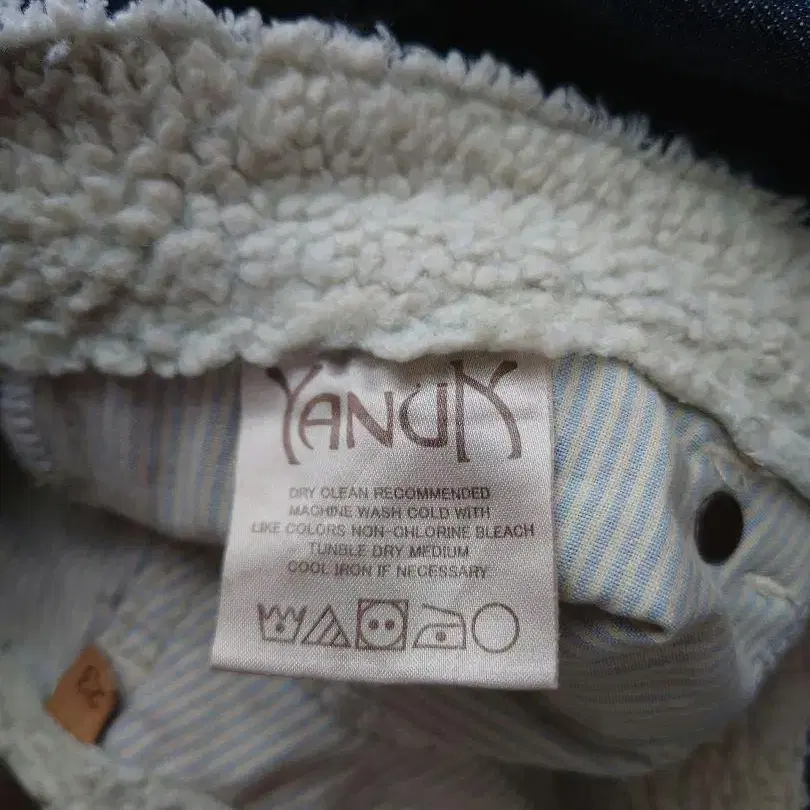 YANUK
DRY CLEAN RECOMMENDED
MACHINE WASH COLD WITH
LIKE COLORS NON-CHLORINE BLEACH
TUNBLE DRY MEDIUM
COOL IRON IF NECESSARY